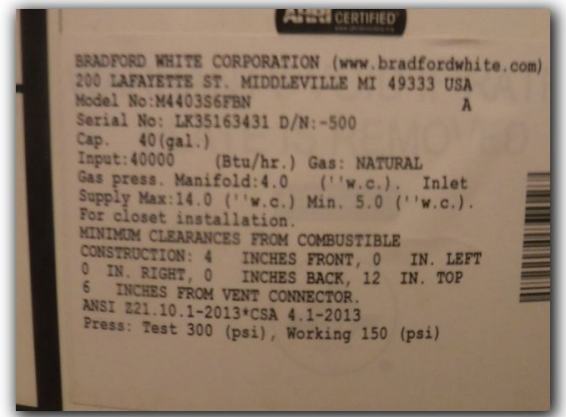 AHRI CERTIFIED
BRADFORD WHITE CORPORATION (www.bradfordwhite.com)
200 LAFAYETTE ST. MIDDLEVILLE MI 49333 USA
Model No:M4403S6FBN A
Serial No: LK35163431 D/N:-500
Cap. 40(gal.)
Input:40000 (Btu/hr.) Gas: NATURAL
Gas press. Manifold:4.0 (''w.c.). Inlet
Supply Max:14.0 (''w.c.) Min. 5.0 (''w.c.).
For closet installation.
MINIMUM CLEARANCES FROM COMBUSTIBLE
CONSTRUCTION: 4 INCHES FRONT, 0 IN. LEFT
0 IN. RIGHT, 0 INCHES BACK, 12 IN. TOP
6 INCHES FROM VENT CONNECTOR.
ANSI Z21.10.1-2013*CSA 4.1-2013
Press: Test 300 (psi), Working 150 (psi)